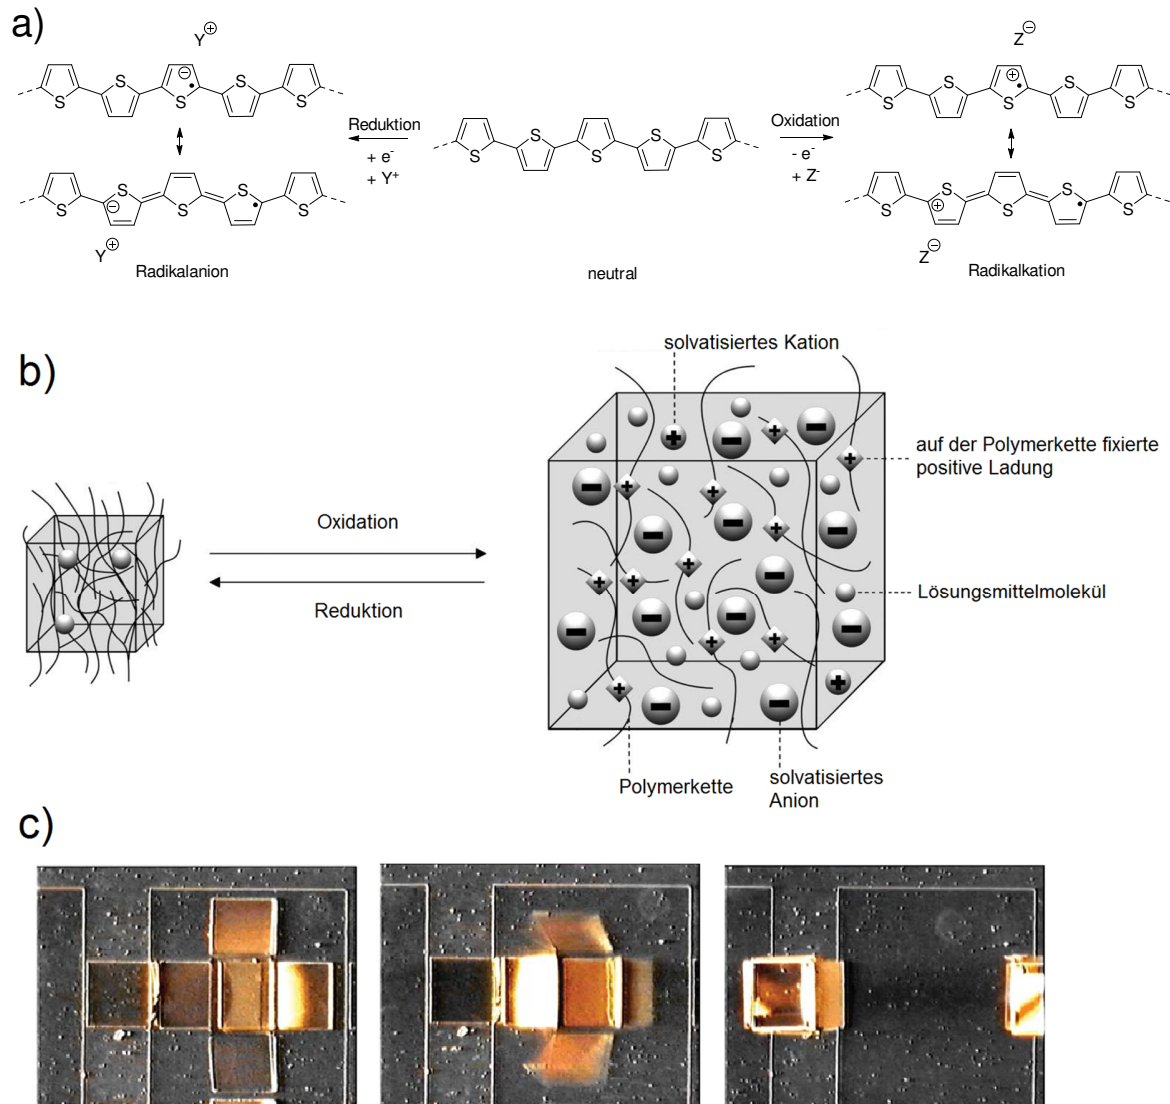 a)
Y⊕
S S S S S
⊖
•
Reduktion
+ e-
+ Y+
S S S S S
⊖
•
Y⊕
Radikalanion
S S S S S
neutral
Oxidation
- e-
+ Z-
Z⊖
S S S S S
⊕
•
S S S S S
⊕
•
Z⊖
Radikalkation
b)
Oxidation
Reduktion
solvatisiertes Kation
auf der Polymerkette fixierte
positive Ladung
Lösungsmittelmolekül
Polymerkette
solvatisiertes
Anion
c)